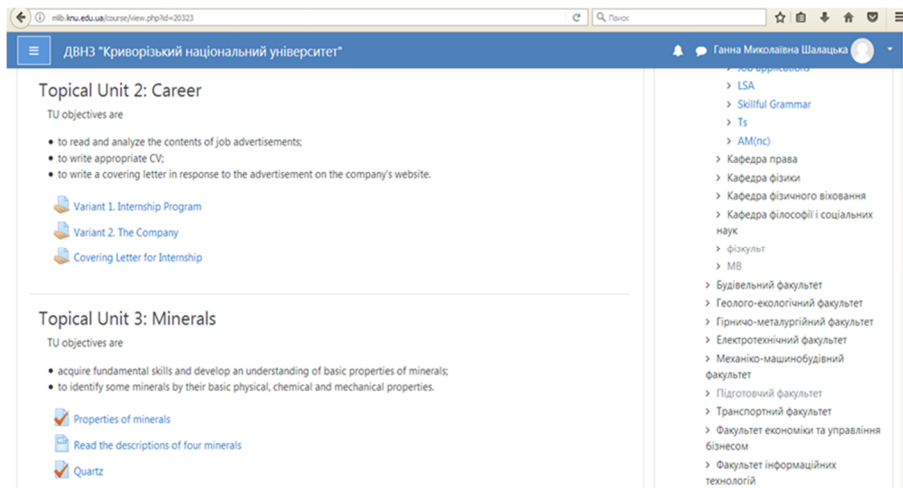 mlib.knu.edu.ua/course/view.php?id=20323
Поиск
ДВНЗ "Криворізький національний університет"
Ганна Миколаївна Шалацька
Topical Unit 2: Career
TU objectives are
to read and analyze the contents of job advertisements;
to write appropriate CV;
to write a covering letter in response to the advertisement on the company's website.
Variant 1. Internship Program
Variant 2. The Company
Covering Letter for Internship
Topical Unit 3: Minerals
TU objectives are
acquire fundamental skills and develop an understanding of basic properties of minerals;
to identify some minerals by their basic physical, chemical and mechanical properties.
Properties of minerals
Read the descriptions of four minerals
Quartz
Job applications
LSA
Skillful Grammar
Ts
AM(nc)
Кафедра права
Кафедра фізики
Кафедра фізичного віховання
Кафедра філософії і соціальних
наук
фізкульт
МВ
Будівельний факультет
Геолого-екологічний факультет
Гірничо-металургійний факультет
Електротехнічний факультет
Механіко-машинобудівний
факультет
Підготовчий факультет
Транспортний факультет
Факультет економіки та управління
бізнесом
Факультет інформаційних
технологій